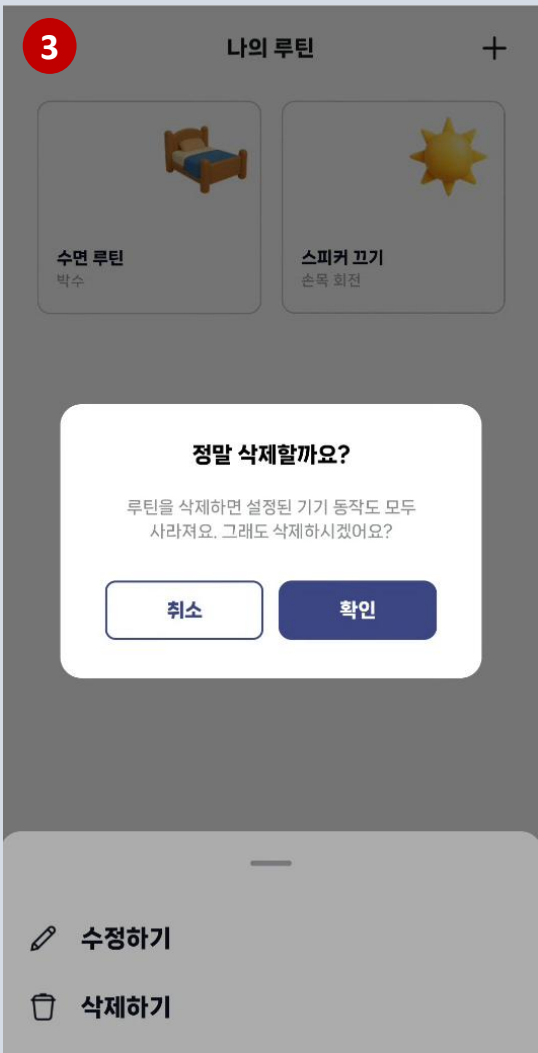 3
나의 루틴
수면 루틴
박수
스피커 끄기
손목 회전
정말 삭제할까요?
루틴을 삭제하면 설정된 기기 동작도 모두
사라져요. 그래도 삭제하시겠어요?
취소
확인
수정하기
삭제하기